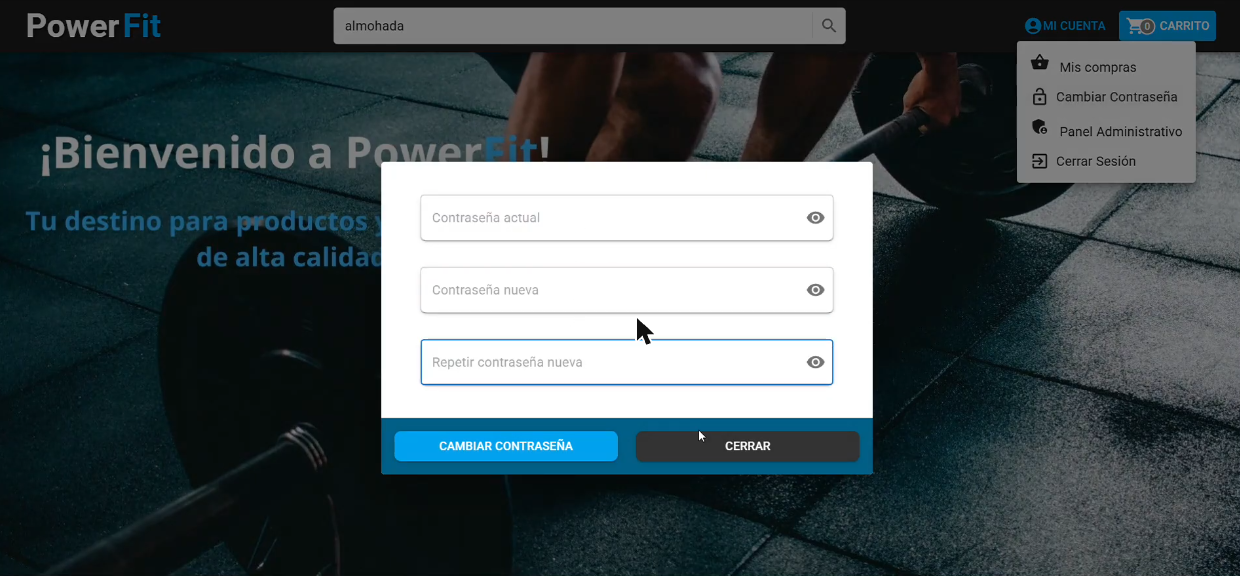 PowerFit
almohada
MI CUENTA
0 CARRITO
Mis compras
Cambiar Contraseña
Panel Administrativo
Cerrar Sesión
¡Bienvenido a PowerFit!
Tu destino para productos y
de alta calidad
Contraseña actual
Contraseña nueva
Repetir contraseña nueva
CAMBIAR CONTRASEÑA
CERRAR